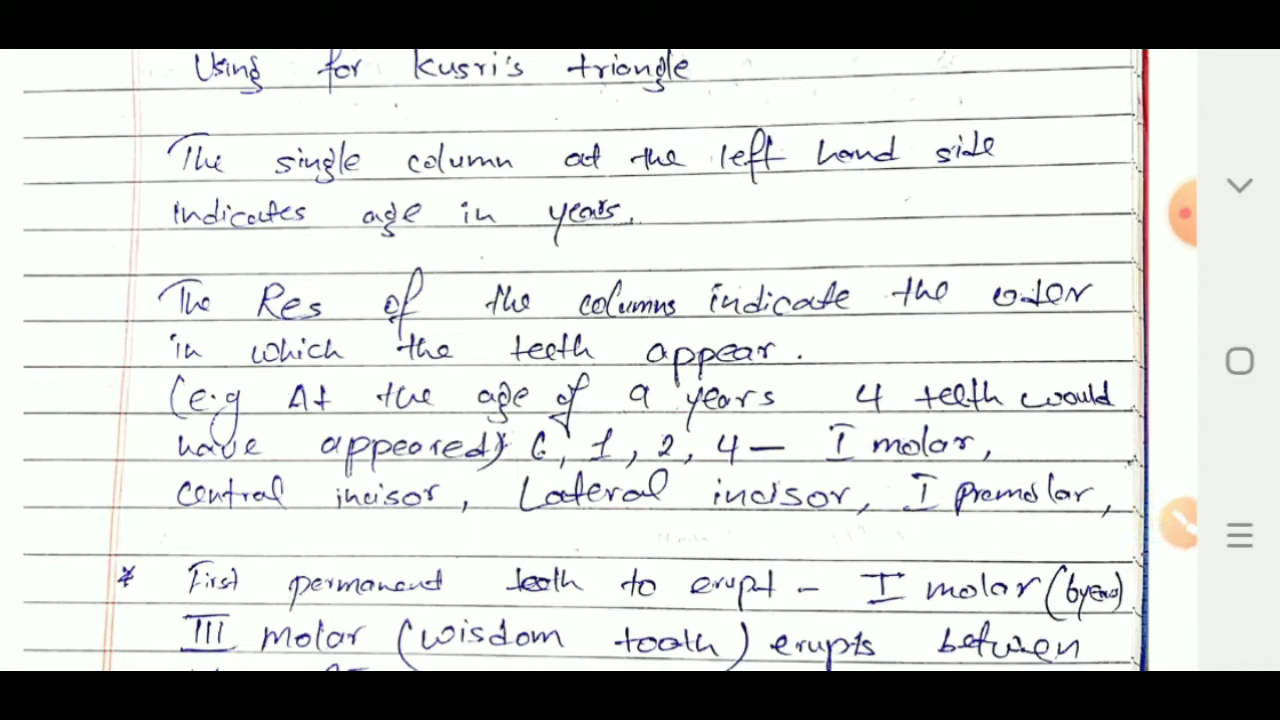 Using for Kusri's triangle
The single column at the left hand side
indicates age in years.
The Res of the columns indicate the oder
in which the teeth appear.
(e.g At the age of 9 years 4 teeth would
have appeared) 6, 1, 2, 4 — I molar,
central incisor, Lateral incisor, I premolar,
* First permanent teeth to erupt - I molar (6 years)
III molar (wisdom tooth) erupts between